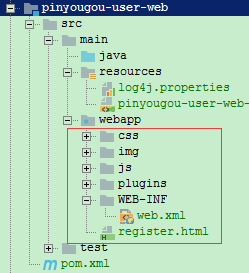 pinyougou-user-web
src
main
java
resources
log4j.properties
pinyougou-user-web-
webapp
css
img
js
plugins
WEB-INF
web.xml
register.html
test
pom.xml